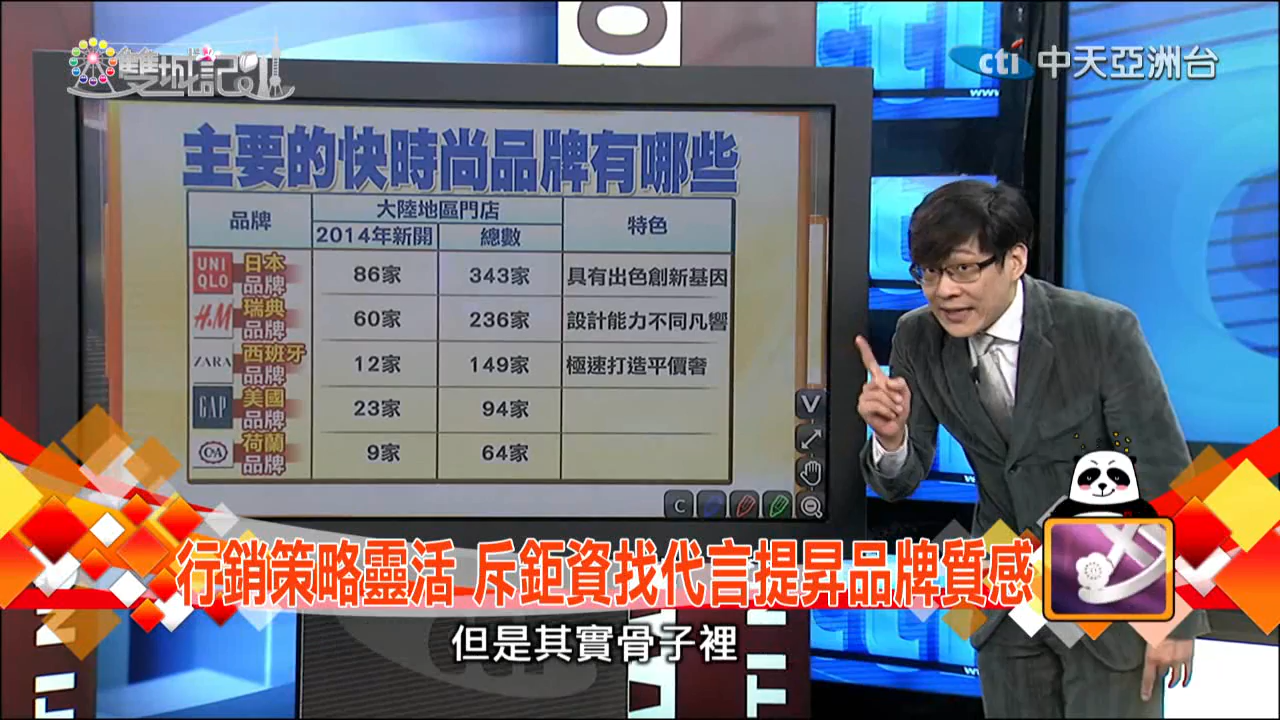 雙城記
cti 中天亞洲台
www
主要的快時尚品牌有哪些
品牌 大陸地區門店 特色
2014年新開 總數
UNIQLO 日本品牌 86家 343家 具有出色創新基因
H&M 瑞典品牌 60家 236家 設計能力不同凡響
ZARA 西班牙品牌 12家 149家 極速打造平價奢
GAP 美國品牌 23家 94家
C&A 荷蘭品牌 9家 64家
C
行銷策略靈活 斥鉅資找代言提昇品牌質感
但是其實骨子裡